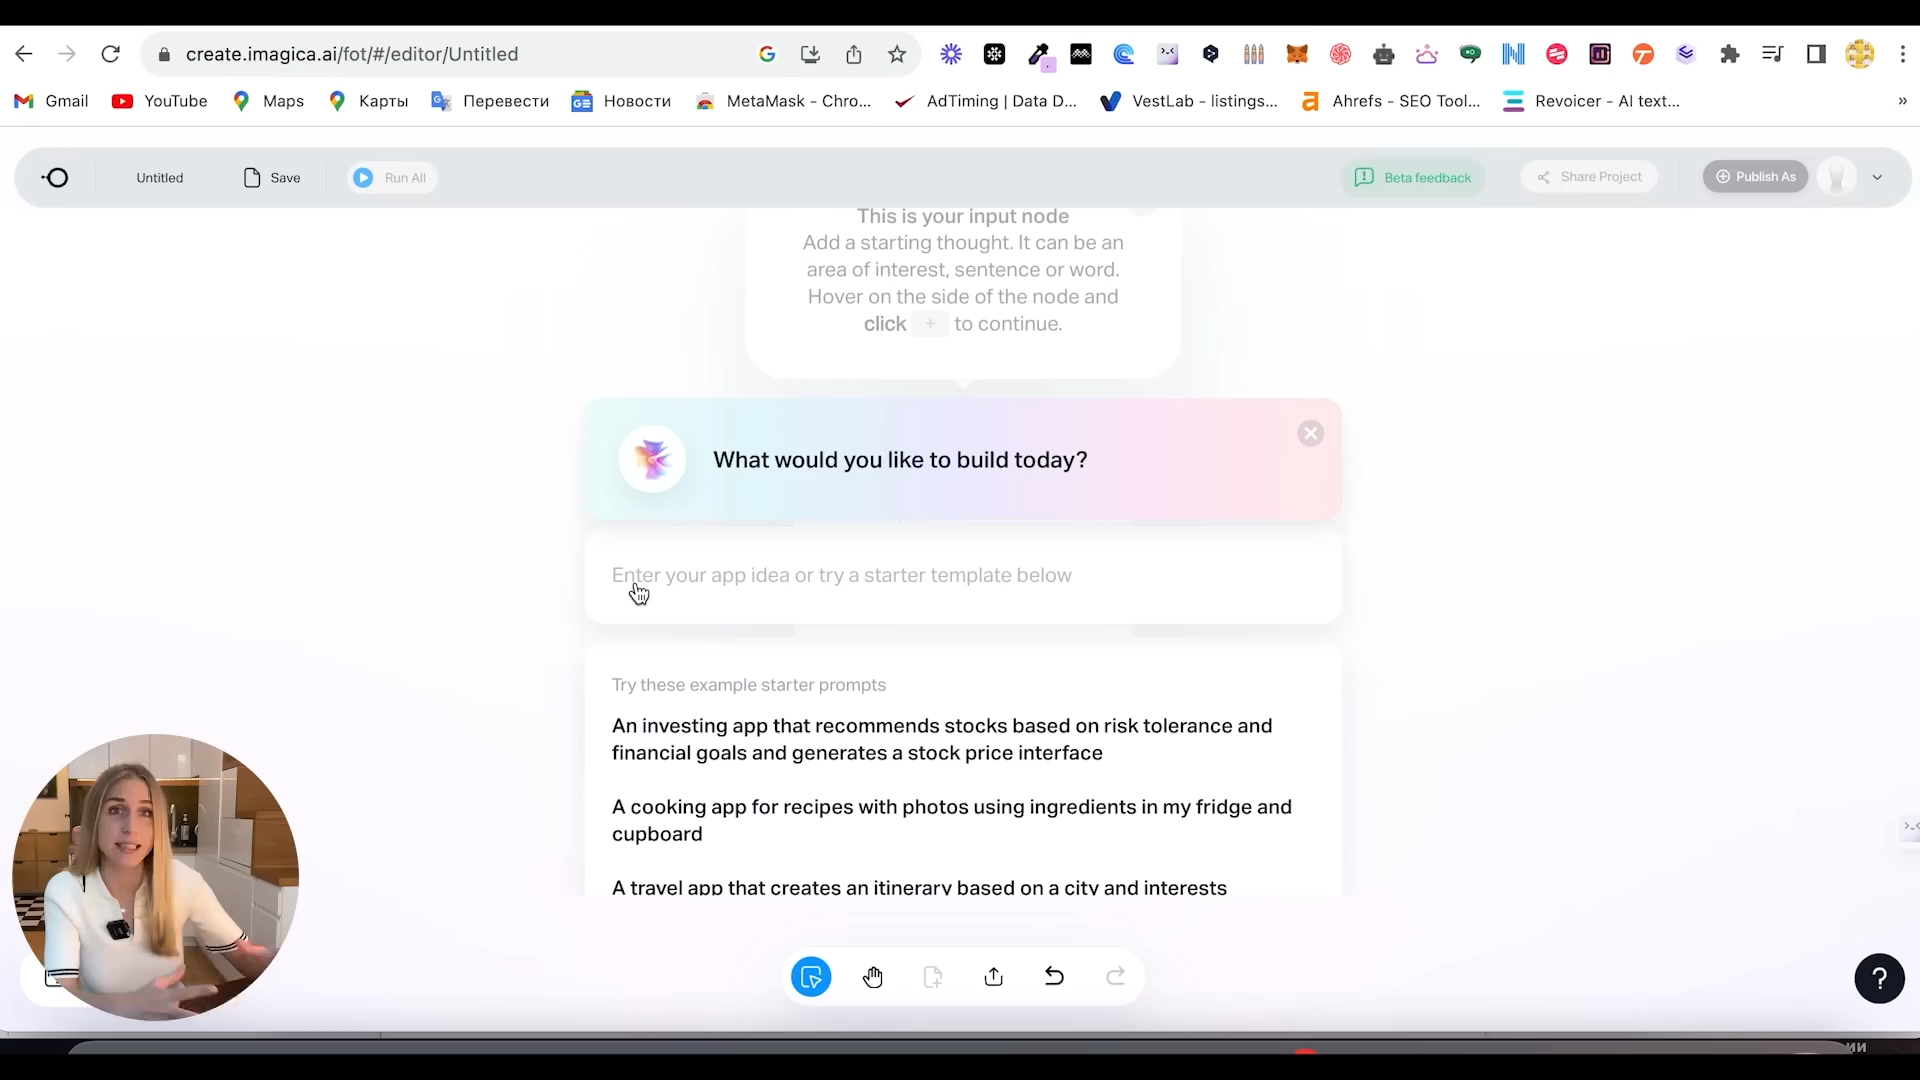 create.imagica.ai/fot/#/editor/Untitled
Gmail YouTube Maps Карты Перевести Новости MetaMask - Chro... AdTiming | Data D... VestLab - listings... Ahrefs - SEO Tool... Revoicer - AI text... »
Untitled Save Run All Beta feedback Share Project Publish As
This is your input node
Add a starting thought. It can be an
area of interest, sentence or word.
Hover on the side of the node and
click + to continue.
What would you like to build today?
Enter your app idea or try a starter template below
Try these example starter prompts
An investing app that recommends stocks based on risk tolerance and
financial goals and generates a stock price interface
A cooking app for recipes with photos using ingredients in my fridge and
cupboard
A travel app that creates an itinerary based on a city and interests
?
ии